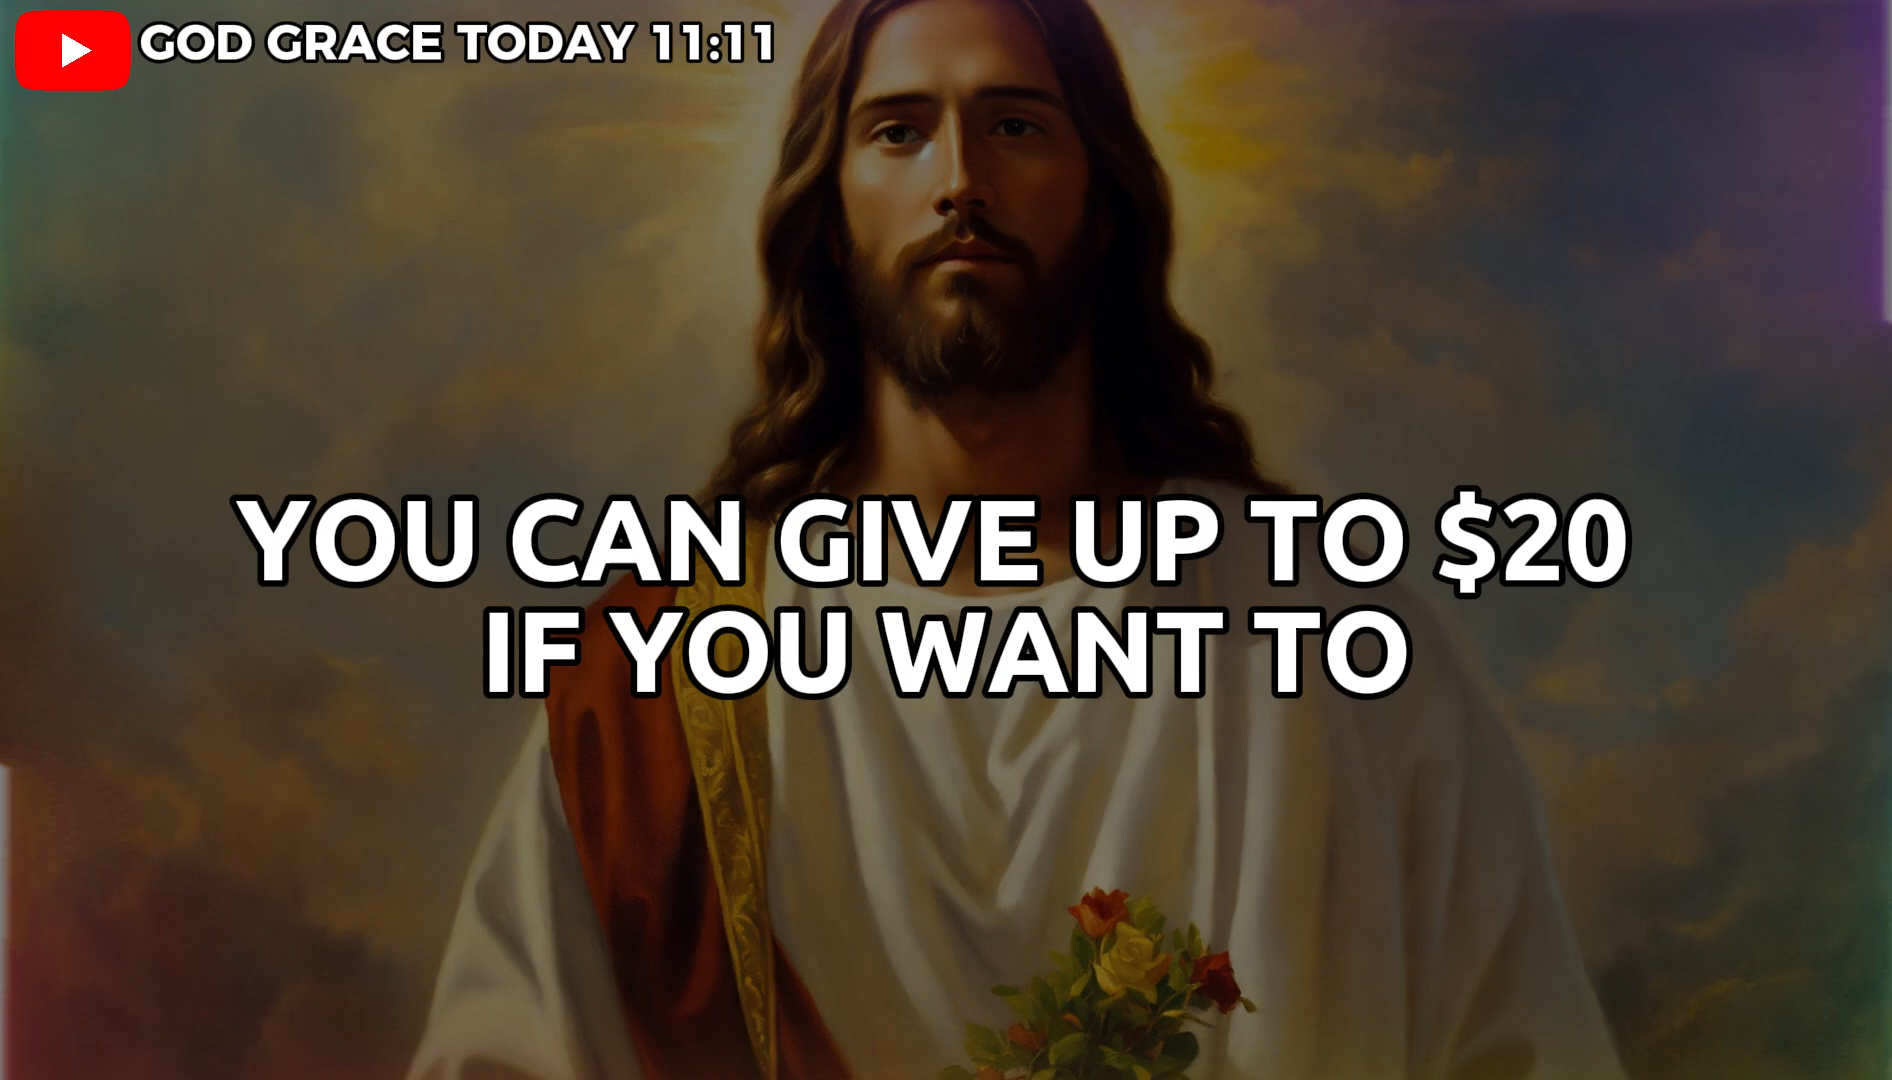 GOD GRACE TODAY 11:11
YOU CAN GIVE UP TO $20
IF YOU WANT TO